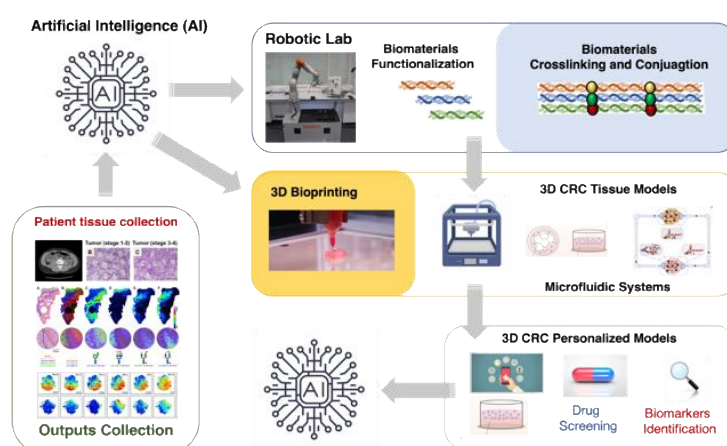 Artificial Intelligence (AI)
AI
Robotic Lab
Biomaterials
Functionalization
Biomaterials
Crosslinking and Conjuagtion
Patient tissue collection
Tumor (stage 1-2)
Tumor (stage 3-4)
B
C
Outputs Collection
3D Bioprinting
3D CRC Tissue Models
Microfluidic Systems
3D CRC Personalized Models
AI
Drug
Screening
Biomarkers
Identification